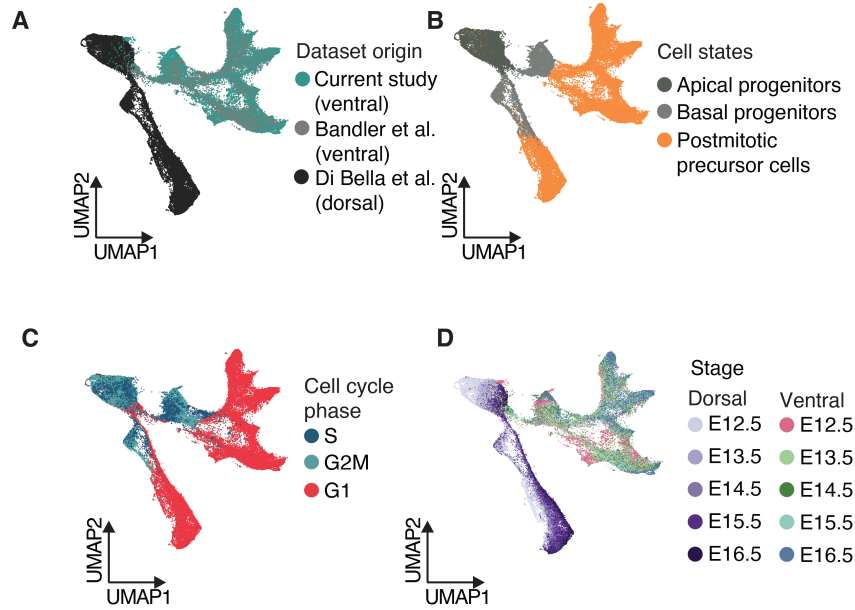 A
Dataset origin
Current study
(ventral)
Bandler et al.
(ventral)
Di Bella et al.
(dorsal)
UMAP2
UMAP1
B
Cell states
Apical progenitors
Basal progenitors
Postmitotic
precursor cells
UMAP2
UMAP1
C
Cell cycle
phase
S
G2M
G1
UMAP2
UMAP1
D
Stage
Dorsal
E12.5
E13.5
E14.5
E15.5
E16.5
Ventral
E12.5
E13.5
E14.5
E15.5
E16.5
UMAP2
UMAP1